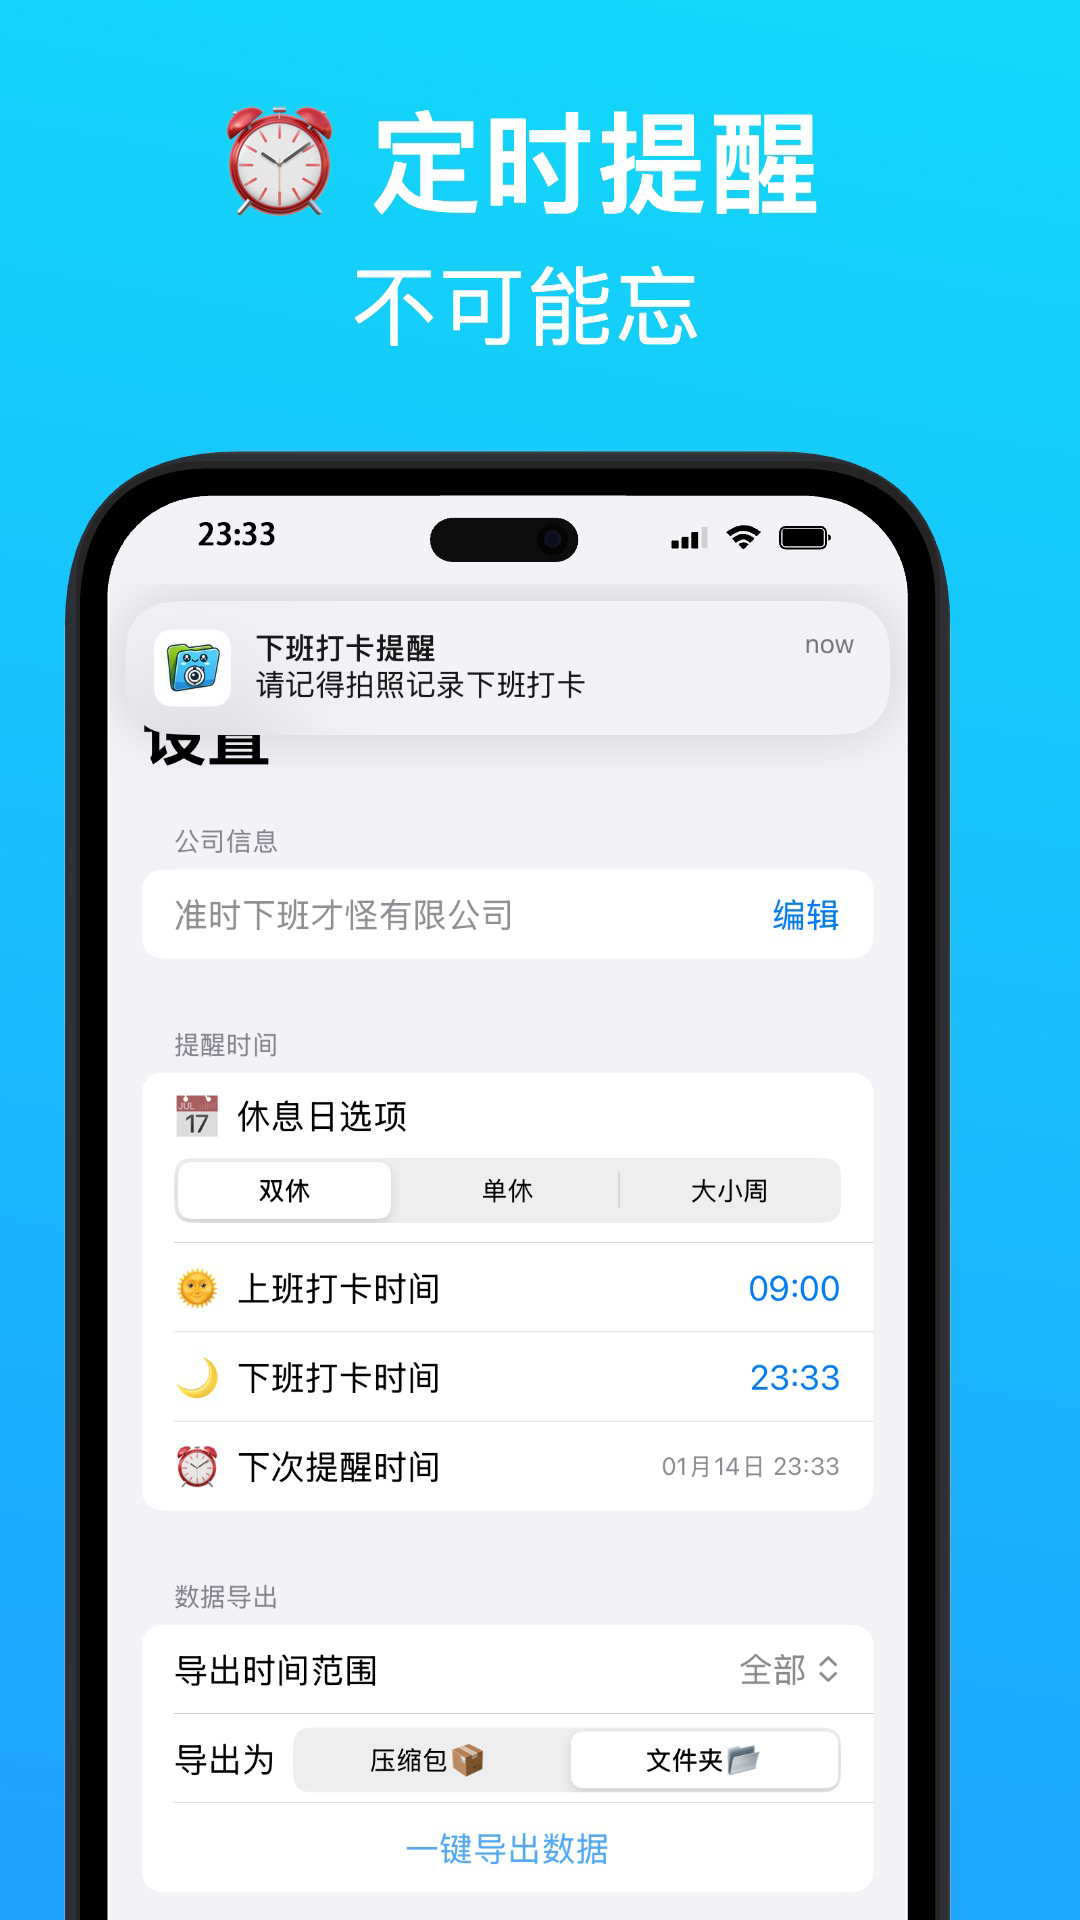 定时提醒
不可能忘
23:33
下班打卡提醒
now
请记得拍照记录下班打卡
设置
公司信息
准时下班才怪有限公司
编辑
提醒时间
JUL
17
休息日选项
双休
单休
大小周
上班打卡时间
09:00
下班打卡时间
23:33
下次提醒时间
01月14日 23:33
数据导出
导出时间范围
全部
导出为
压缩包
文件夹
一键导出数据